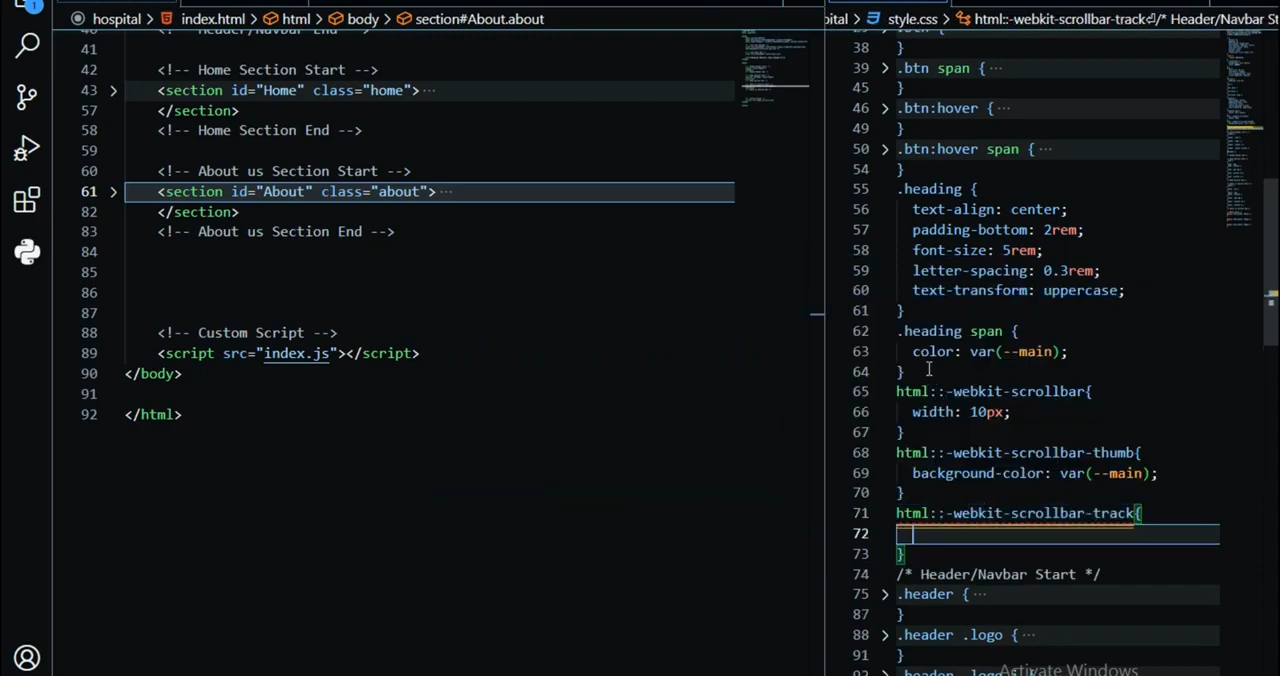 1
hospital > index.html > html > body > section#About.about
41
42 <!-- Home Section Start -->
43 <section id="Home" class="home"> ···
57 </section>
58 <!-- Home Section End -->
59
60 <!-- About us Section Start -->
61 <section id="About" class="about"> ···
82 </section>
83 <!-- About us Section End -->
84
85
86
87
88 <!-- Custom Script -->
89 <script src="index.js"></script>
90 </body>
91
92 </html>
pital > style.css > html::-webkit-scrollbar-track⏎/* Header/Navbar St
38 }
39 .btn span { ···
45 }
46 .btn:hover { ···
49 }
50 .btn:hover span { ···
54 }
55 .heading {
56 text-align: center;
57 padding-bottom: 2rem;
58 font-size: 5rem;
59 letter-spacing: 0.3rem;
60 text-transform: uppercase;
61 }
62 .heading span {
63 color: var(--main);
64 }
65 html::-webkit-scrollbar{
66 width: 10px;
67 }
68 html::-webkit-scrollbar-thumb{
69 background-color: var(--main);
70 }
71 html::-webkit-scrollbar-track{
72
73 }
74 /* Header/Navbar Start */
75 .header { ···
87 }
88 .header .logo { ···
91 }
Activate Windows